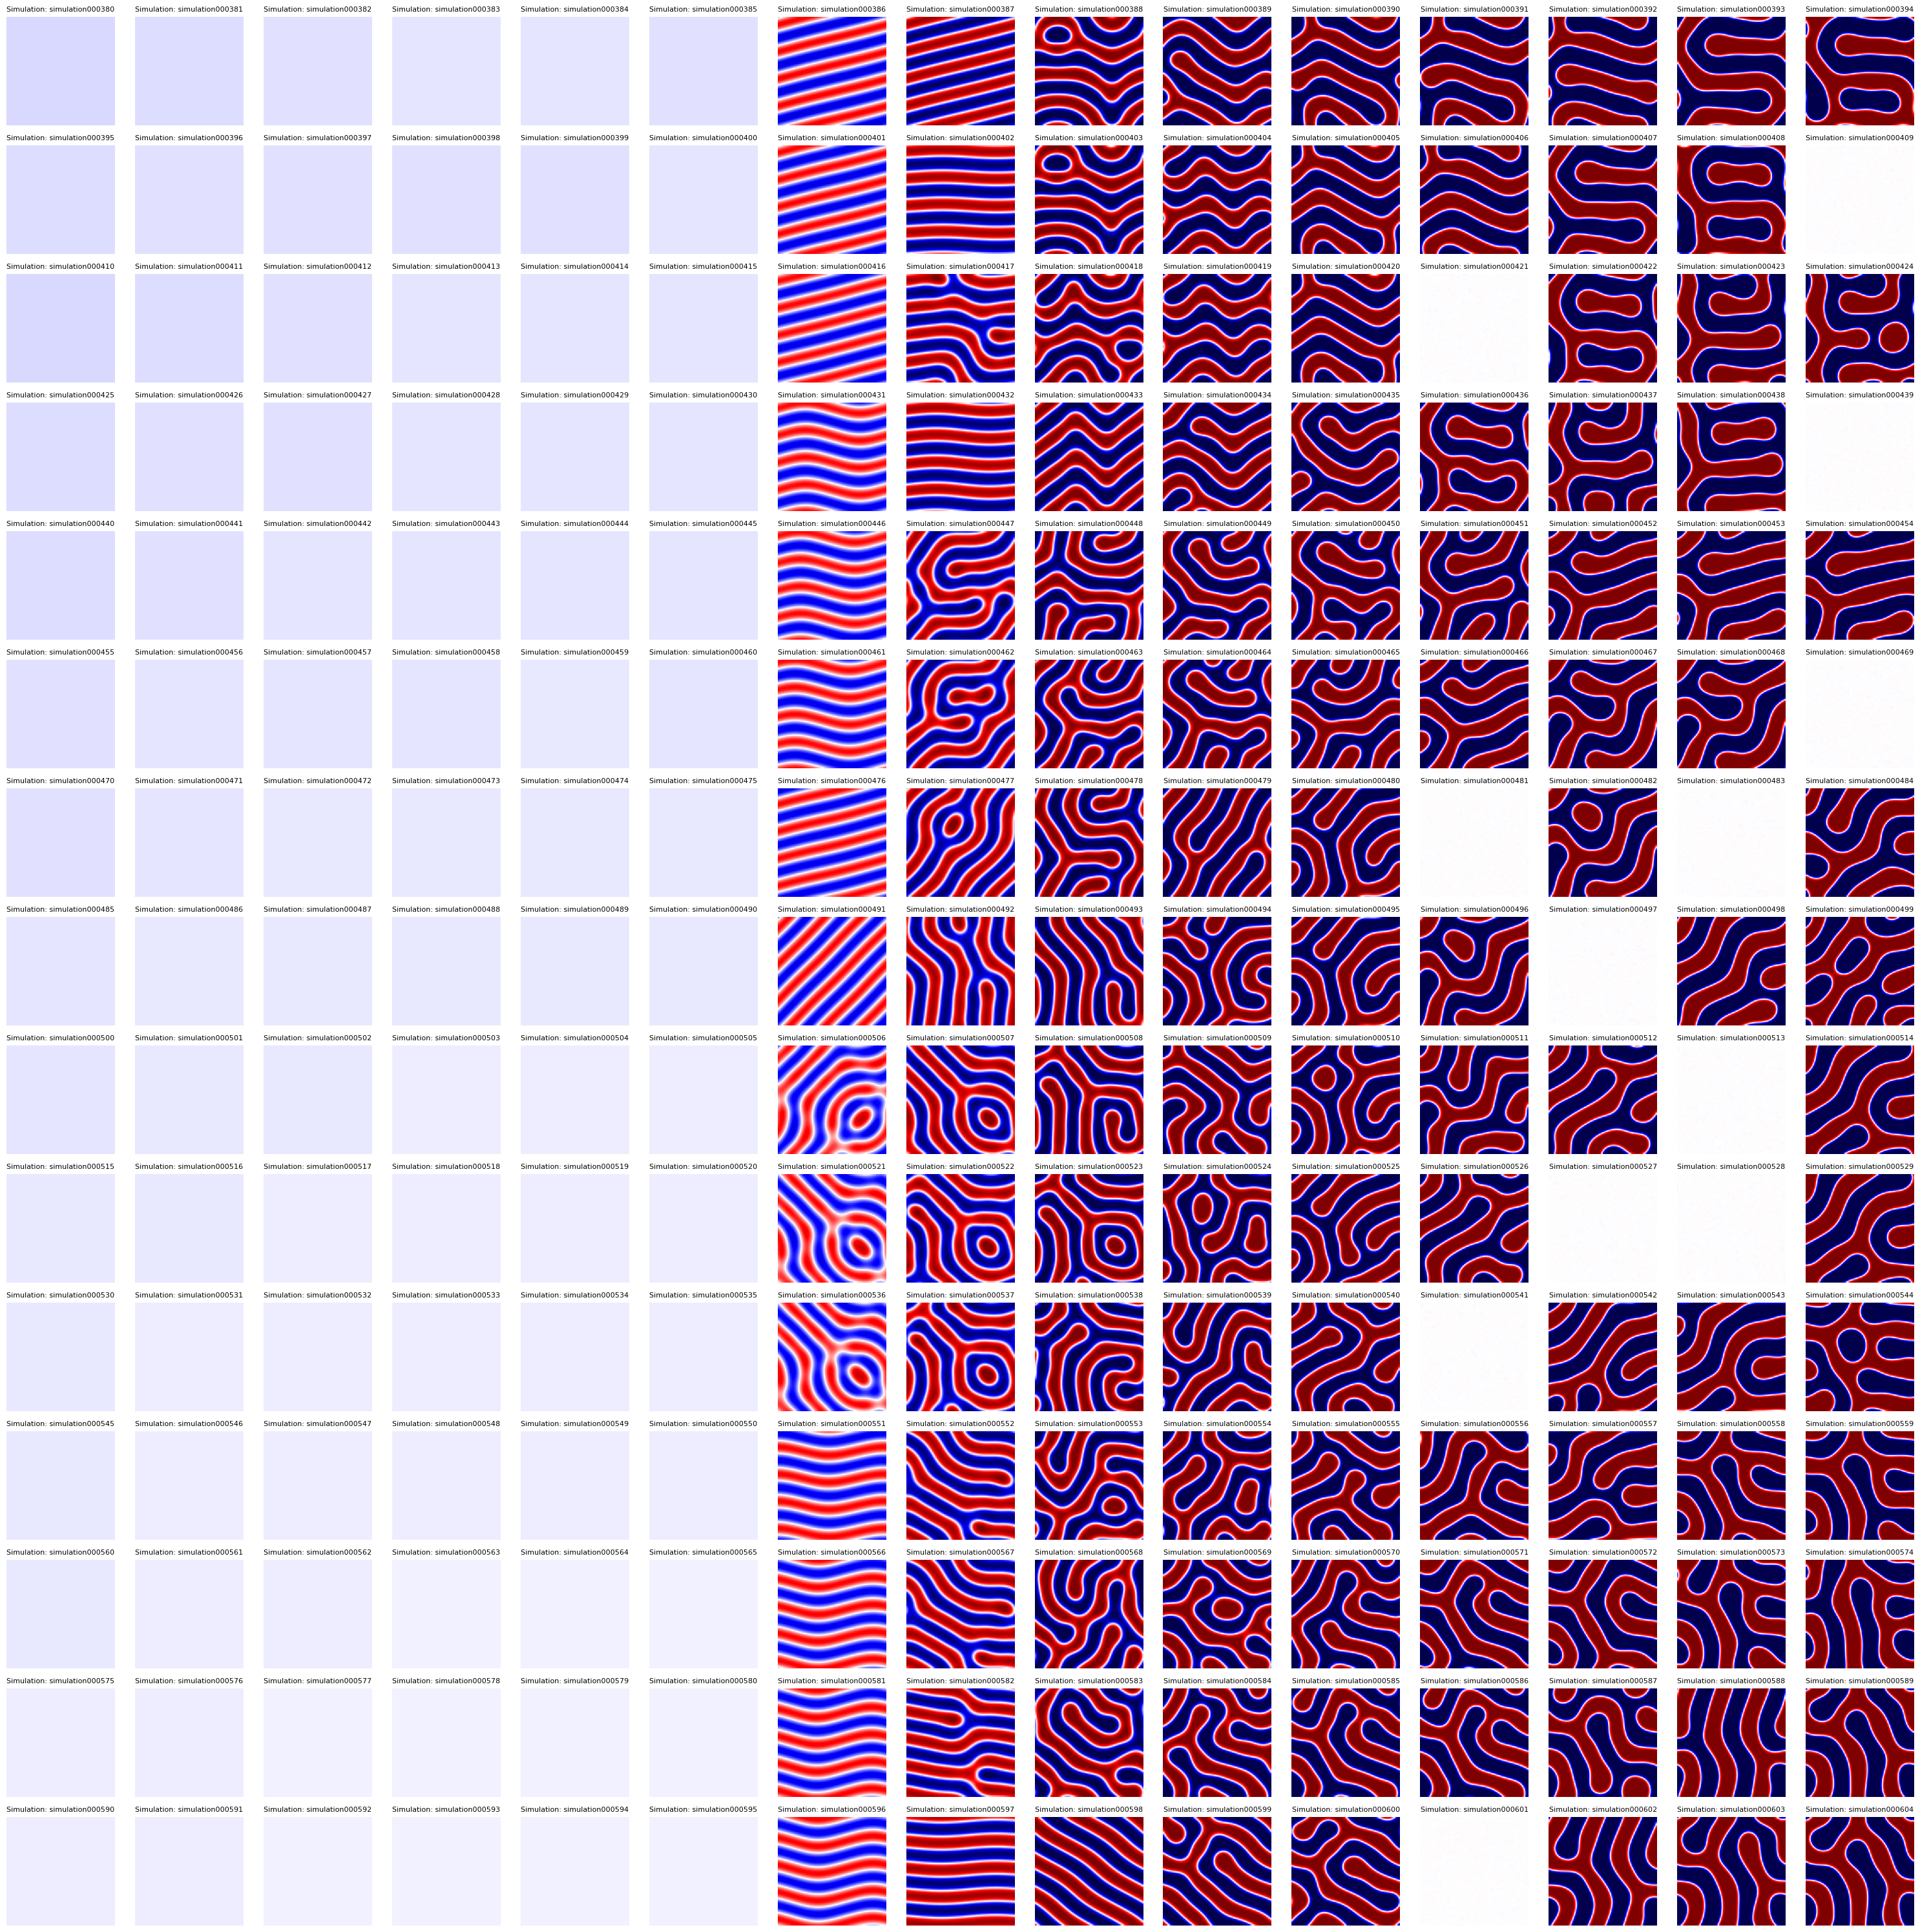 Simulation: simulation000380 Simulation: simulation000381 Simulation: simulation000382 Simulation: simulation000383 Simulation: simulation000384 Simulation: simulation000385 Simulation: simulation000386 Simulation: simulation000387 Simulation: simulation000388 Simulation: simulation000389 Simulation: simulation000390 Simulation: simulation000391 Simulation: simulation000392 Simulation: simulation000393 Simulation: simulation000394
Simulation: simulation000395 Simulation: simulation000396 Simulation: simulation000397 Simulation: simulation000398 Simulation: simulation000399 Simulation: simulation000400 Simulation: simulation000401 Simulation: simulation000402 Simulation: simulation000403 Simulation: simulation000404 Simulation: simulation000405 Simulation: simulation000406 Simulation: simulation000407 Simulation: simulation000408 Simulation: simulation000409
Simulation: simulation000410 Simulation: simulation000411 Simulation: simulation000412 Simulation: simulation000413 Simulation: simulation000414 Simulation: simulation000415 Simulation: simulation000416 Simulation: simulation000417 Simulation: simulation000418 Simulation: simulation000419 Simulation: simulation000420 Simulation: simulation000421 Simulation: simulation000422 Simulation: simulation000423 Simulation: simulation000424
Simulation: simulation000425 Simulation: simulation000426 Simulation: simulation000427 Simulation: simulation000428 Simulation: simulation000429 Simulation: simulation000430 Simulation: simulation000431 Simulation: simulation000432 Simulation: simulation000433 Simulation: simulation000434 Simulation: simulation000435 Simulation: simulation000436 Simulation: simulation000437 Simulation: simulation000438 Simulation: simulation000439
Simulation: simulation000440 Simulation: simulation000441 Simulation: simulation000442 Simulation: simulation000443 Simulation: simulation000444 Simulation: simulation000445 Simulation: simulation000446 Simulation: simulation000447 Simulation: simulation000448 Simulation: simulation000449 Simulation: simulation000450 Simulation: simulation000451 Simulation: simulation000452 Simulation: simulation000453 Simulation: simulation000454
Simulation: simulation000455 Simulation: simulation000456 Simulation: simulation000457 Simulation: simulation000458 Simulation: simulation000459 Simulation: simulation000460 Simulation: simulation000461 Simulation: simulation000462 Simulation: simulation000463 Simulation: simulation000464 Simulation: simulation000465 Simulation: simulation000466 Simulation: simulation000467 Simulation: simulation000468 Simulation: simulation000469
Simulation: simulation000470 Simulation: simulation000471 Simulation: simulation000472 Simulation: simulation000473 Simulation: simulation000474 Simulation: simulation000475 Simulation: simulation000476 Simulation: simulation000477 Simulation: simulation000478 Simulation: simulation000479 Simulation: simulation000480 Simulation: simulation000481 Simulation: simulation000482 Simulation: simulation000483 Simulation: simulation000484
Simulation: simulation000485 Simulation: simulation000486 Simulation: simulation000487 Simulation: simulation000488 Simulation: simulation000489 Simulation: simulation000490 Simulation: simulation000491 Simulation: simulation000492 Simulation: simulation000493 Simulation: simulation000494 Simulation: simulation000495 Simulation: simulation000496 Simulation: simulation000497 Simulation: simulation000498 Simulation: simulation000499
Simulation: simulation000500 Simulation: simulation000501 Simulation: simulation000502 Simulation: simulation000503 Simulation: simulation000504 Simulation: simulation000505 Simulation: simulation000506 Simulation: simulation000507 Simulation: simulation000508 Simulation: simulation000509 Simulation: simulation000510 Simulation: simulation000511 Simulation: simulation000512 Simulation: simulation000513 Simulation: simulation000514
Simulation: simulation000515 Simulation: simulation000516 Simulation: simulation000517 Simulation: simulation000518 Simulation: simulation000519 Simulation: simulation000520 Simulation: simulation000521 Simulation: simulation000522 Simulation: simulation000523 Simulation: simulation000524 Simulation: simulation000525 Simulation: simulation000526 Simulation: simulation000527 Simulation: simulation000528 Simulation: simulation000529
Simulation: simulation000530 Simulation: simulation000531 Simulation: simulation000532 Simulation: simulation000533 Simulation: simulation000534 Simulation: simulation000535 Simulation: simulation000536 Simulation: simulation000537 Simulation: simulation000538 Simulation: simulation000539 Simulation: simulation000540 Simulation: simulation000541 Simulation: simulation000542 Simulation: simulation000543 Simulation: simulation000544
Simulation: simulation000545 Simulation: simulation000546 Simulation: simulation000547 Simulation: simulation000548 Simulation: simulation000549 Simulation: simulation000550 Simulation: simulation000551 Simulation: simulation000552 Simulation: simulation000553 Simulation: simulation000554 Simulation: simulation000555 Simulation: simulation000556 Simulation: simulation000557 Simulation: simulation000558 Simulation: simulation000559
Simulation: simulation000560 Simulation: simulation000561 Simulation: simulation000562 Simulation: simulation000563 Simulation: simulation000564 Simulation: simulation000565 Simulation: simulation000566 Simulation: simulation000567 Simulation: simulation000568 Simulation: simulation000569 Simulation: simulation000570 Simulation: simulation000571 Simulation: simulation000572 Simulation: simulation000573 Simulation: simulation000574
Simulation: simulation000575 Simulation: simulation000576 Simulation: simulation000577 Simulation: simulation000578 Simulation: simulation000579 Simulation: simulation000580 Simulation: simulation000581 Simulation: simulation000582 Simulation: simulation000583 Simulation: simulation000584 Simulation: simulation000585 Simulation: simulation000586 Simulation: simulation000587 Simulation: simulation000588 Simulation: simulation000589
Simulation: simulation000590 Simulation: simulation000591 Simulation: simulation000592 Simulation: simulation000593 Simulation: simulation000594 Simulation: simulation000595 Simulation: simulation000596 Simulation: simulation000597 Simulation: simulation000598 Simulation: simulation000599 Simulation: simulation000600 Simulation: simulation000601 Simulation: simulation000602 Simulation: simulation000603 Simulation: simulation000604